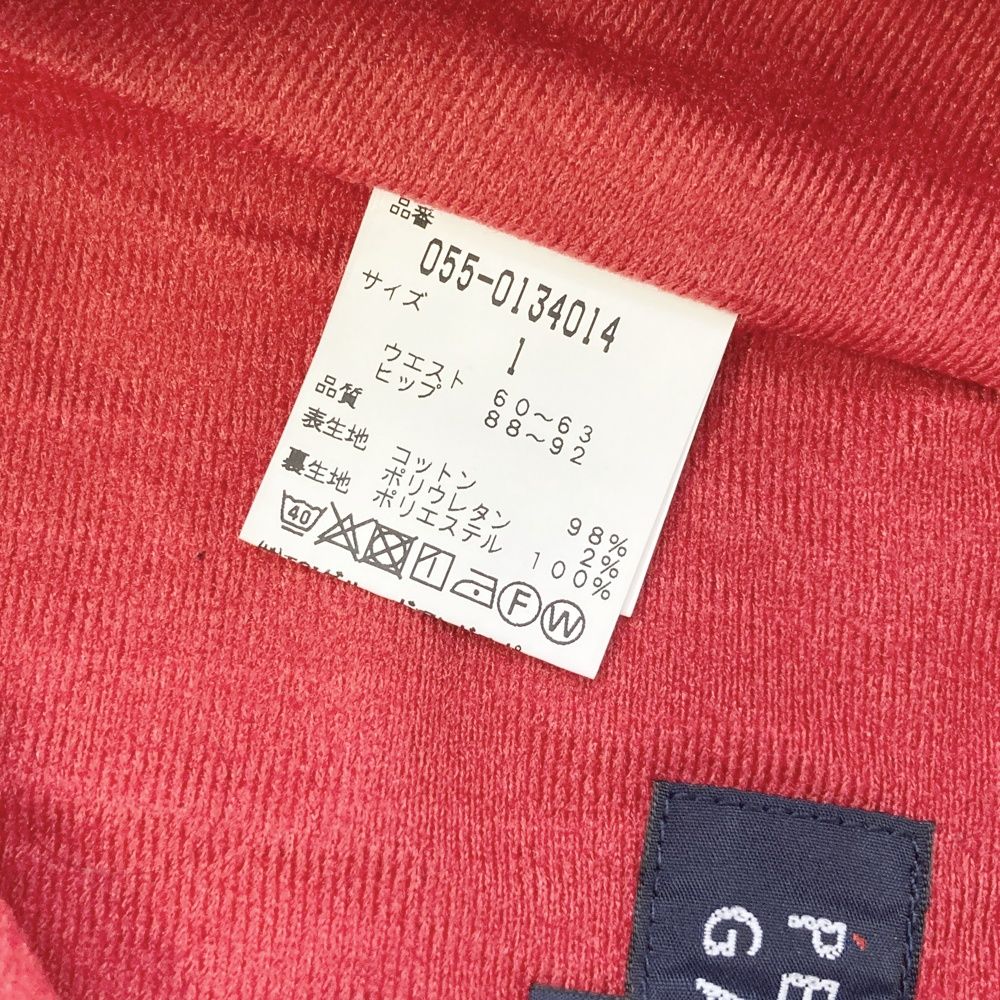 品番
055-0134014
サイズ
1
ウエスト 60〜63
ヒップ 88〜92
品質
表生地 コットン 98%
ポリウレタン 2%
裏生地 ポリエステル 100%
40
F W